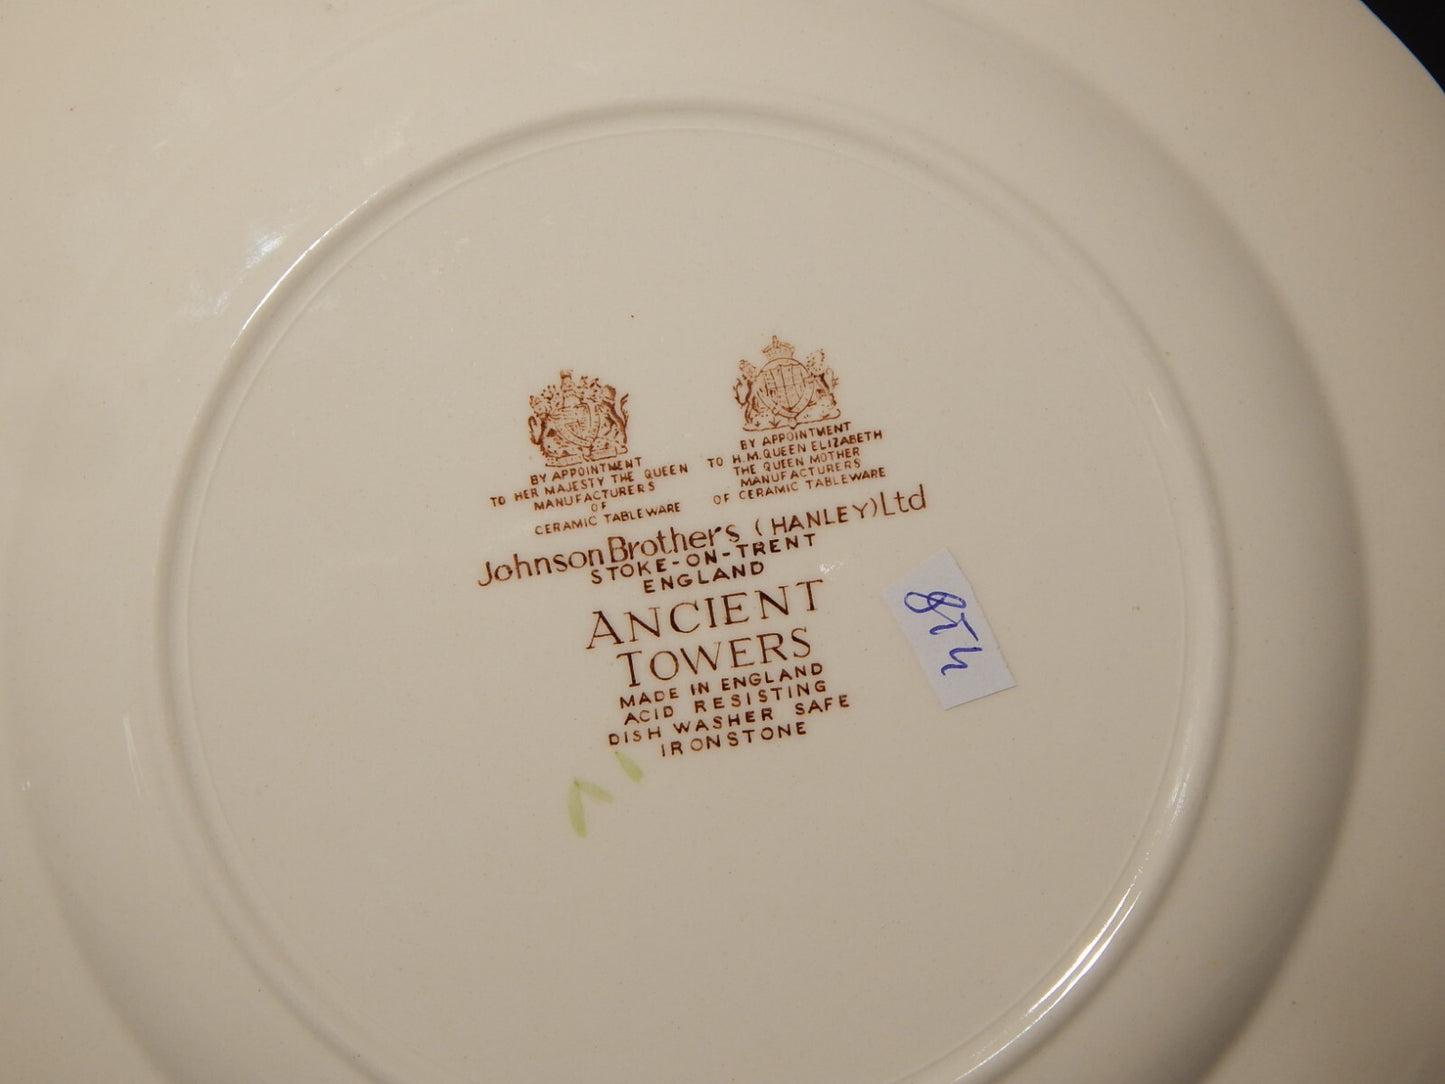 BY APPOINTMENT
TO HER MAJESTY THE QUEEN
MANUFACTURERS
OF
CERAMIC TABLEWARE
BY APPOINTMENT
TO H.M. QUEEN ELIZABETH
THE QUEEN MOTHER
MANUFACTURERS
OF CERAMIC TABLEWARE
Johnson Brothers (HANLEY) Ltd
STOKE-ON-TRENT
ENGLAND
ANCIENT
TOWERS
MADE IN ENGLAND
ACID RESISTING
DISH WASHER SAFE
IRONSTONE